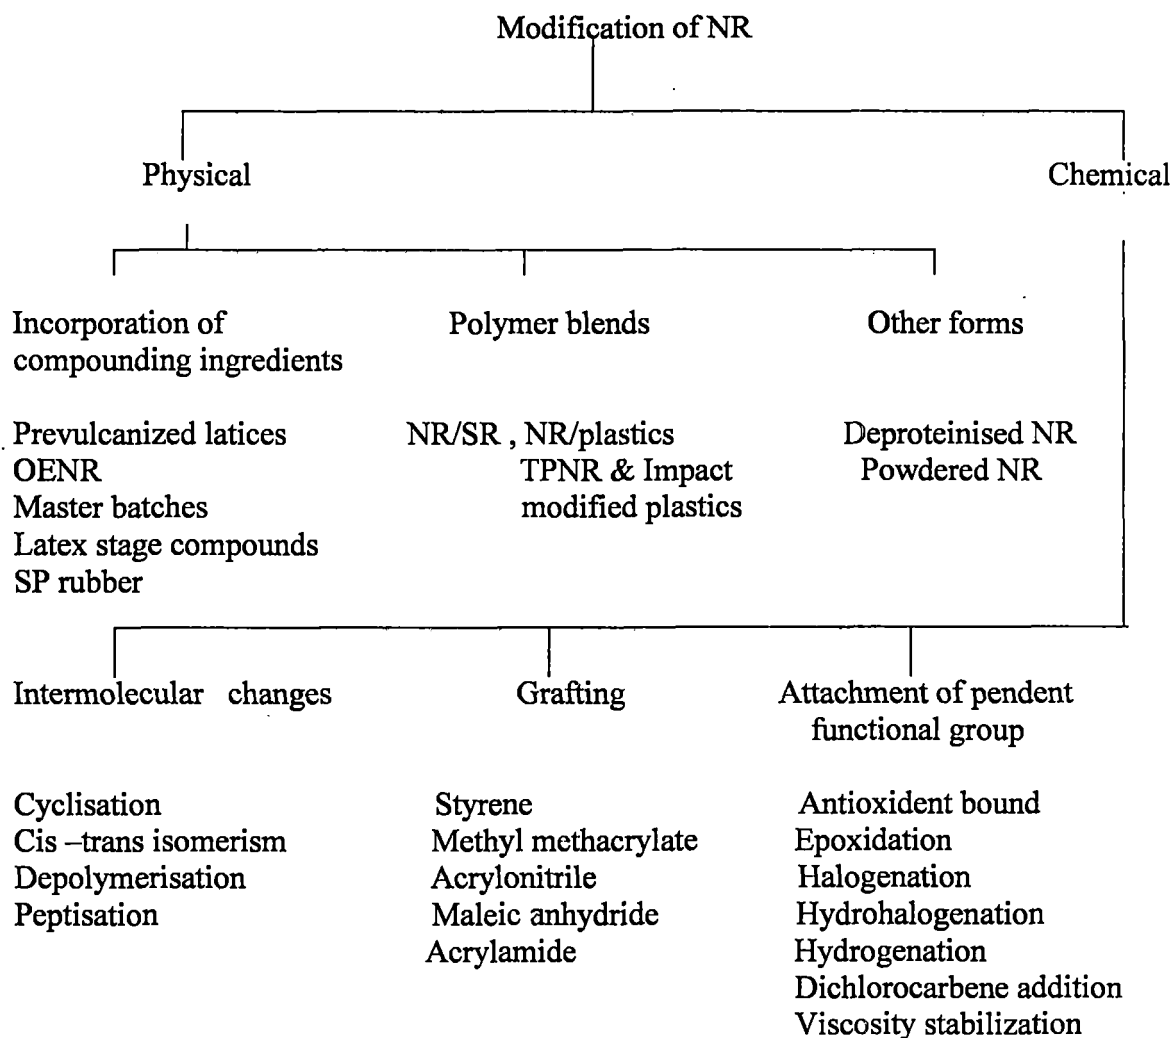 Modification of NR
Physical
Chemical
Incorporation of
compounding ingredients
Polymer blends
Other forms
Prevulcanized latices
OENR
Master batches
Latex stage compounds
SP rubber
NR/SR , NR/plastics
TPNR & Impact
modified plastics
Deproteinised NR
Powdered NR
Intermolecular changes
Grafting
Attachment of pendent
functional group
Cyclisation
Cis –trans isomerism
Depolymerisation
Peptisation
Styrene
Methyl methacrylate
Acrylonitrile
Maleic anhydride
Acrylamide
Antioxident bound
Epoxidation
Halogenation
Hydrohalogenation
Hydrogenation
Dichlorocarbene addition
Viscosity stabilization